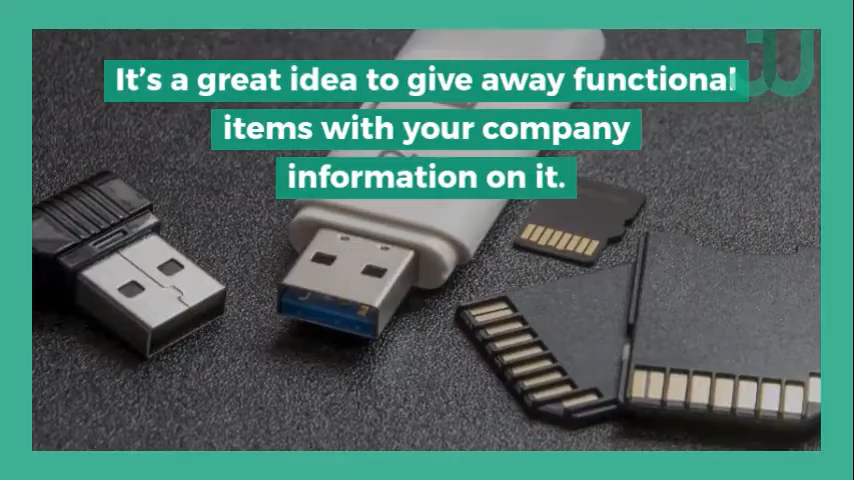 It's a great idea to give away functional
items with your company
information on it.